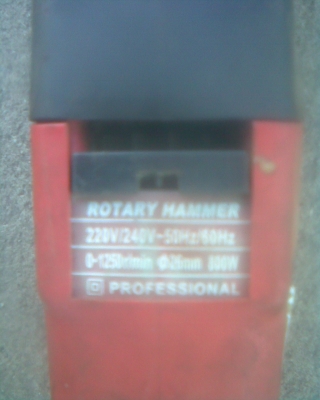 ROTARY HAMMER
220V/240V~50Hz/60Hz
0-1250r/min Φ26mm 800W
PROFESSIONAL